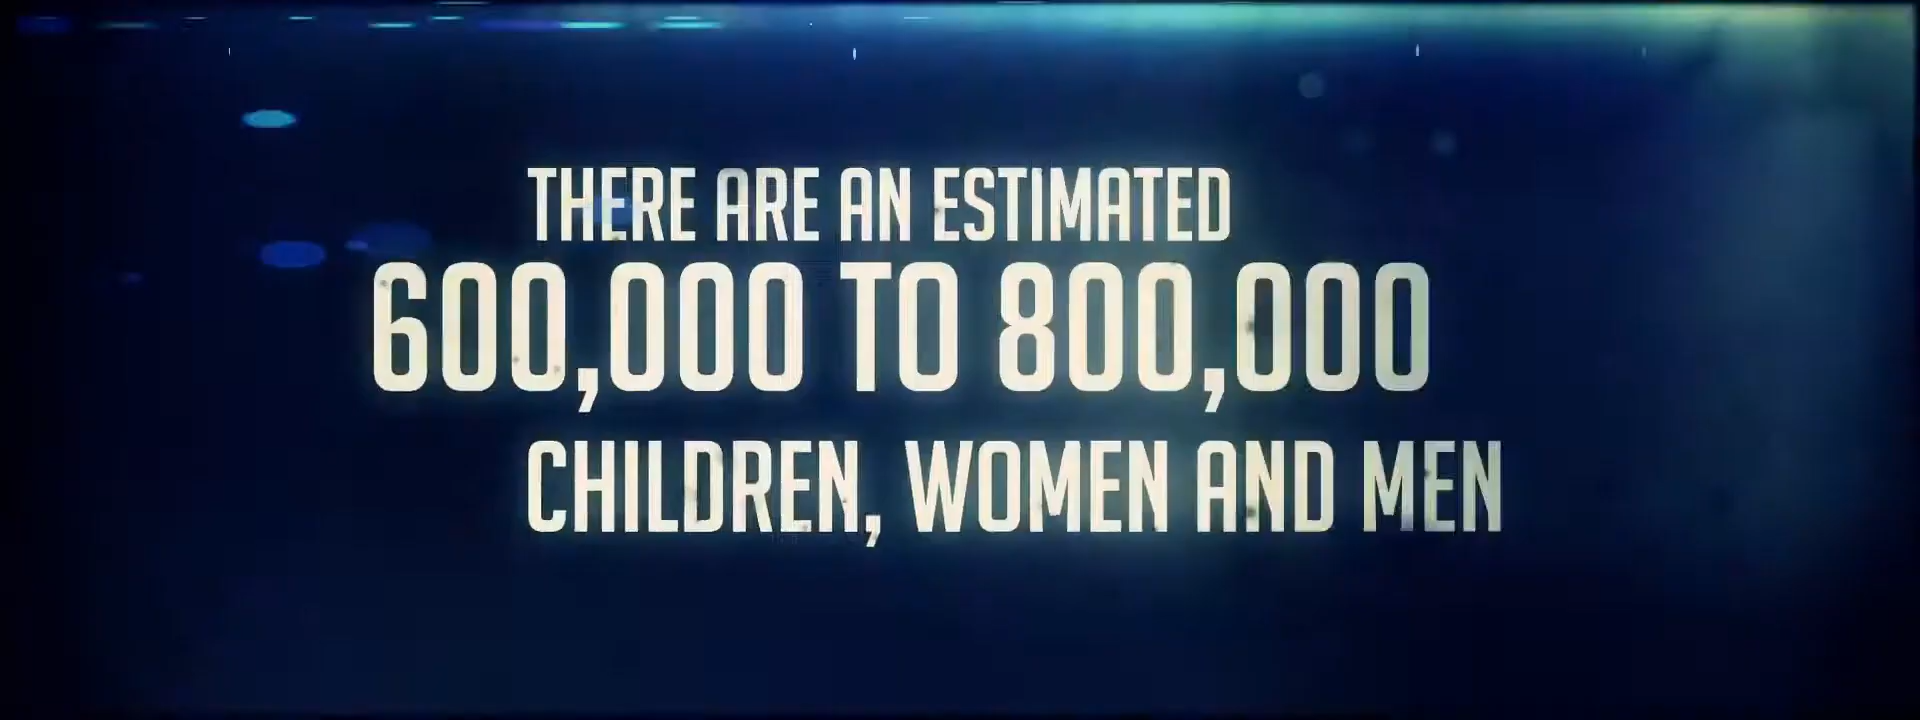 THERE ARE AN ESTIMATED
600,000 TO 800,000
CHILDREN, WOMEN AND MEN